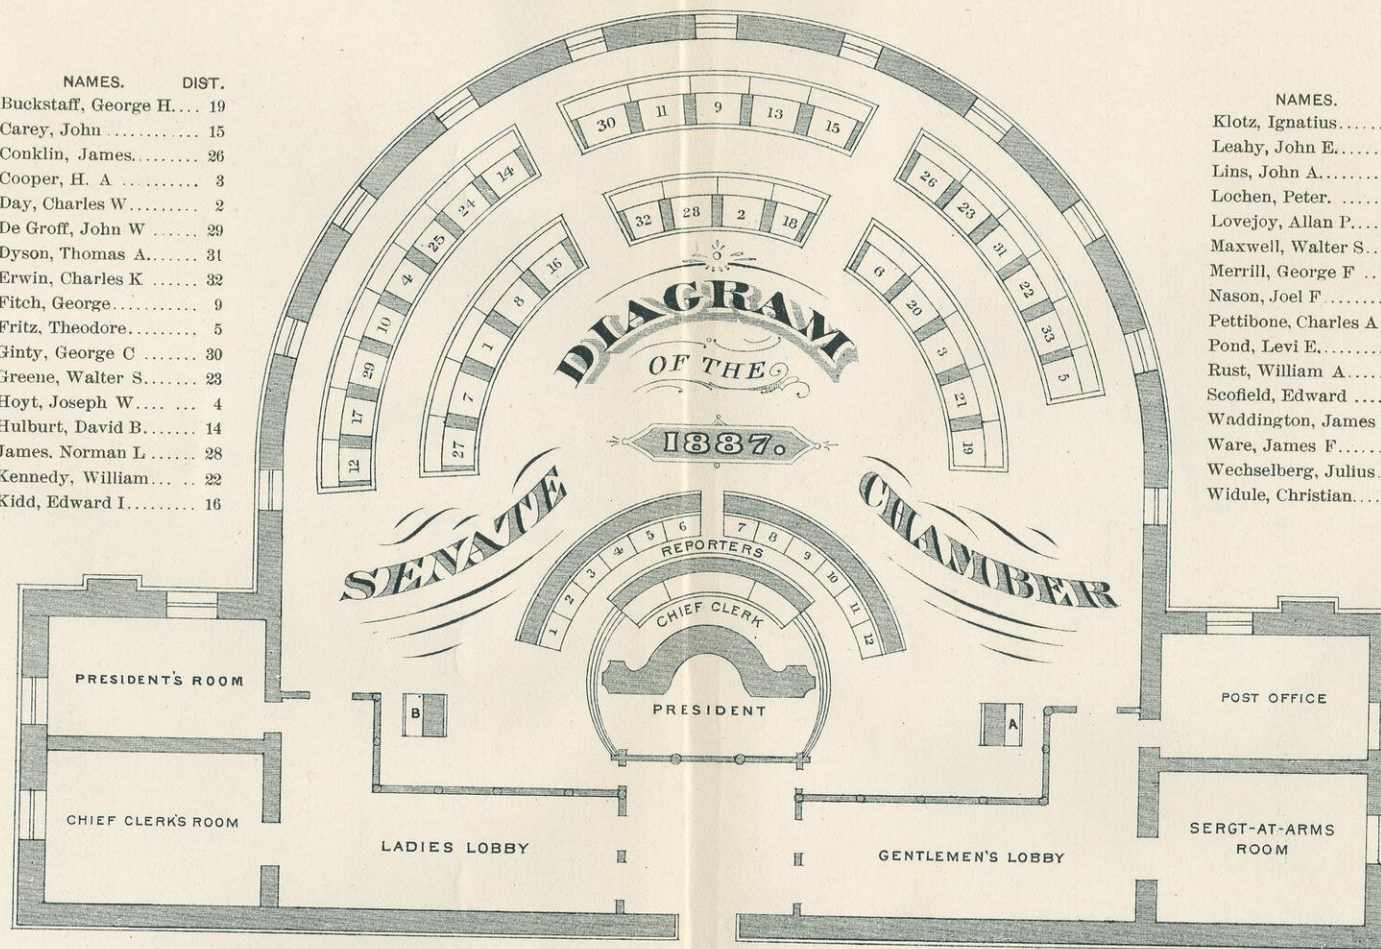 NAMES. DIST.
Buckstaff, George H.... 19
Carey, John ............ 15
Conklin, James......... 26
Cooper, H. A .......... 3
Day, Charles W......... 2
De Groff, John W ...... 29
Dyson, Thomas A....... 31
Erwin, Charles K ...... 32
Fitch, George........... 9
Fritz, Theodore......... 5
Ginty, George C ....... 30
Greene, Walter S....... 23
Hoyt, Joseph W.... ... 4
Hulburt, David B....... 14
James. Norman L ...... 28
Kennedy, William... .. 22
Kidd, Edward I......... 16
NAMES.
Klotz, Ignatius.....
Leahy, John E......
Lins, John A.......
Lochen, Peter. .....
Lovejoy, Allan P....
Maxwell, Walter S..
Merrill, George F ..
Nason, Joel F......
Pettibone, Charles A
Pond, Levi E.......
Rust, William A....
Scofield, Edward ....
Waddington, James
Ware, James F.....
Wechselberg, Julius.
Widule, Christian....
30 11 9 13 15
14 24 25 4 10 29 17 12
26 23 31 22 33 5
32 28 2 18
16 8 1 7 27
6 20 3 21 19
DIAGRAM
OF THE
1887.
SENATE CHAMBER
1 2 3 4 5 6 7 8 9 10 11 12
REPORTERS
CHIEF CLERK
PRESIDENT
B
A
PRESIDENT'S ROOM
POST OFFICE
CHIEF CLERK'S ROOM
LADIES LOBBY
GENTLEMEN'S LOBBY
SERGT-AT-ARMS
ROOM